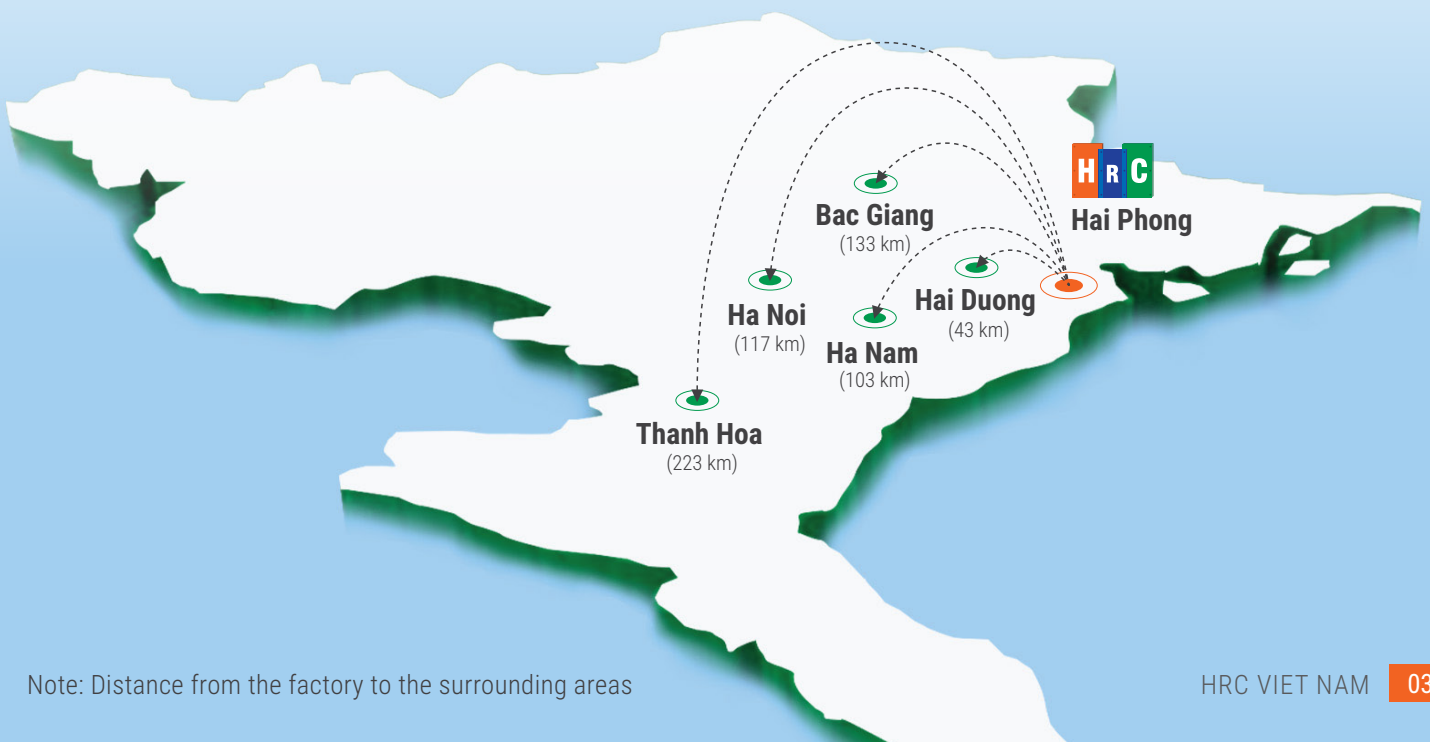 HRC
Hai Phong
Bac Giang
(133 km)
Hai Duong
(43 km)
Ha Noi
(117 km)
Ha Nam
(103 km)
Thanh Hoa
(223 km)
Note: Distance from the factory to the surrounding areas
HRC VIET NAM 03